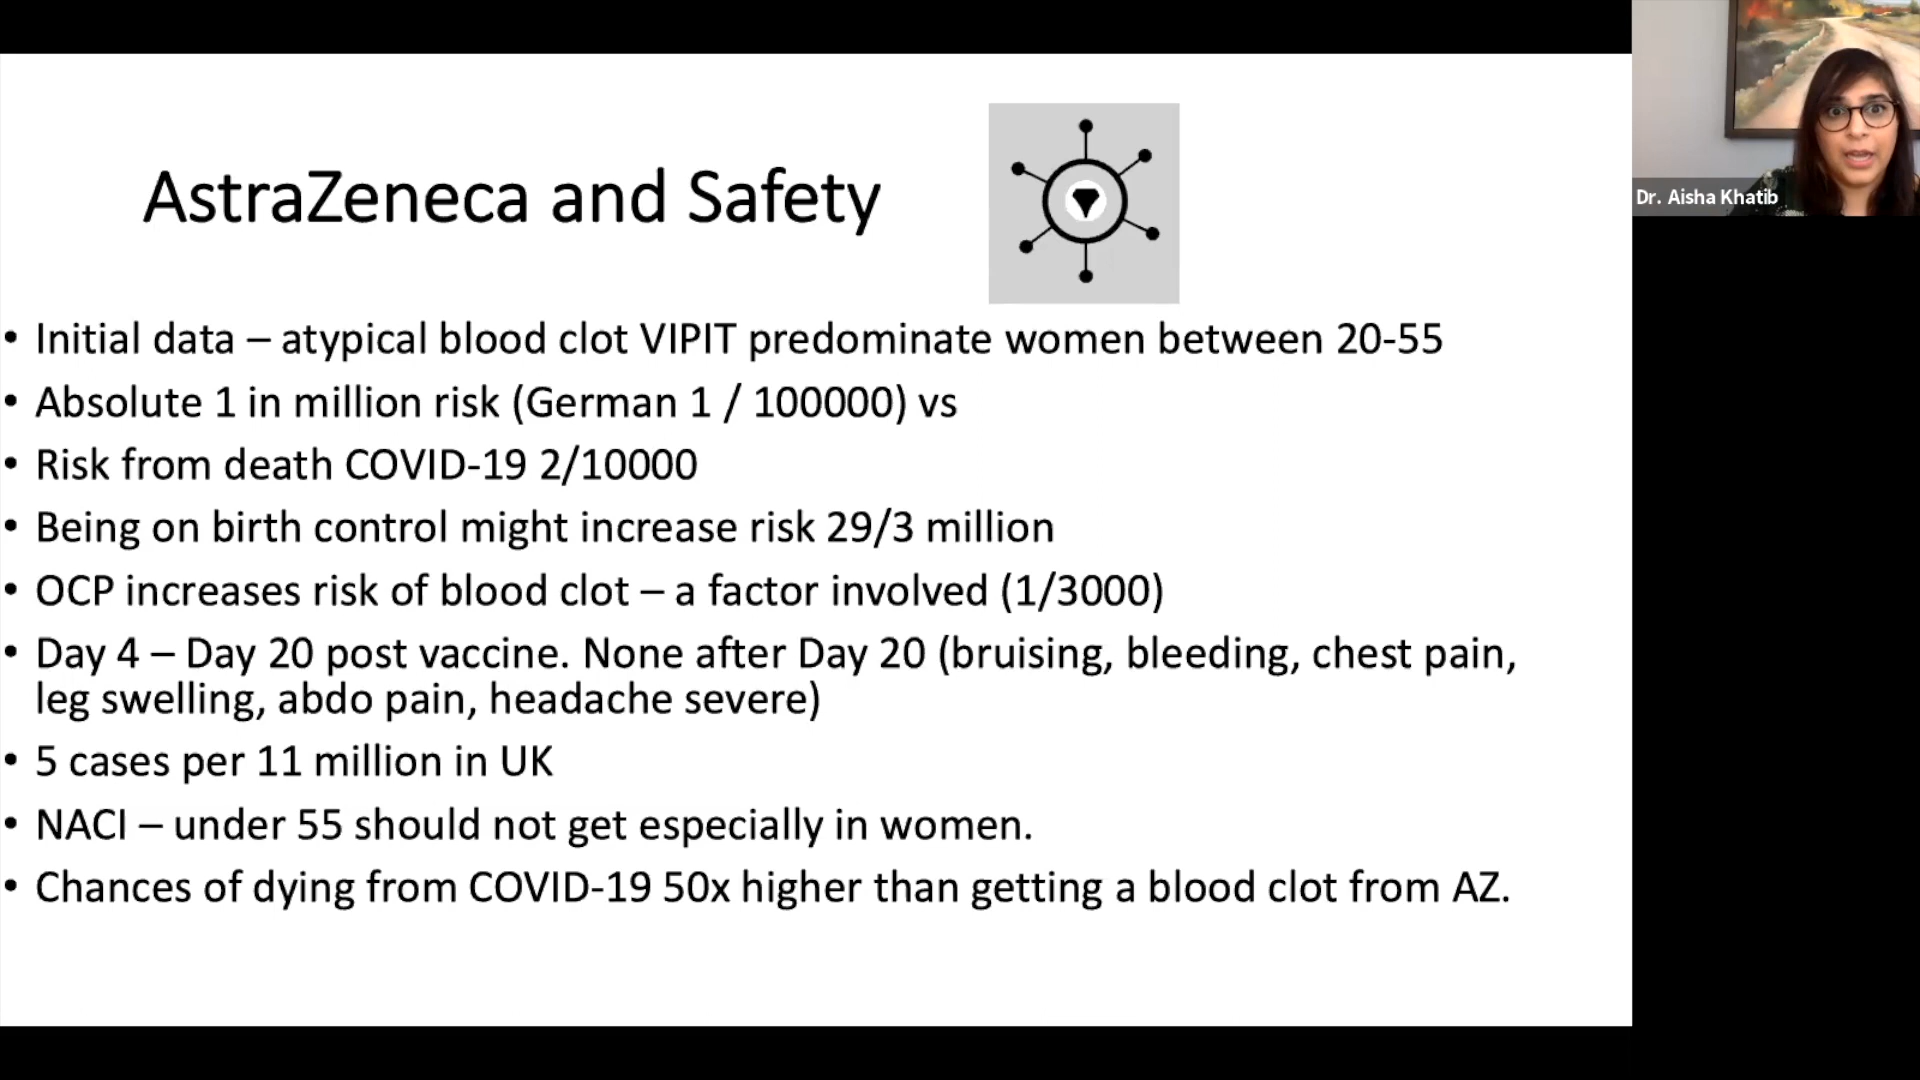 AstraZeneca and Safety
Dr. Aisha Khatib
• Initial data – atypical blood clot VIPIT predominate women between 20-55
• Absolute 1 in million risk (German 1 / 100000) vs
• Risk from death COVID-19 2/10000
• Being on birth control might increase risk 29/3 million
• OCP increases risk of blood clot – a factor involved (1/3000)
• Day 4 – Day 20 post vaccine. None after Day 20 (bruising, bleeding, chest pain,
leg swelling, abdo pain, headache severe)
• 5 cases per 11 million in UK
• NACI – under 55 should not get especially in women.
• Chances of dying from COVID-19 50x higher than getting a blood clot from AZ.